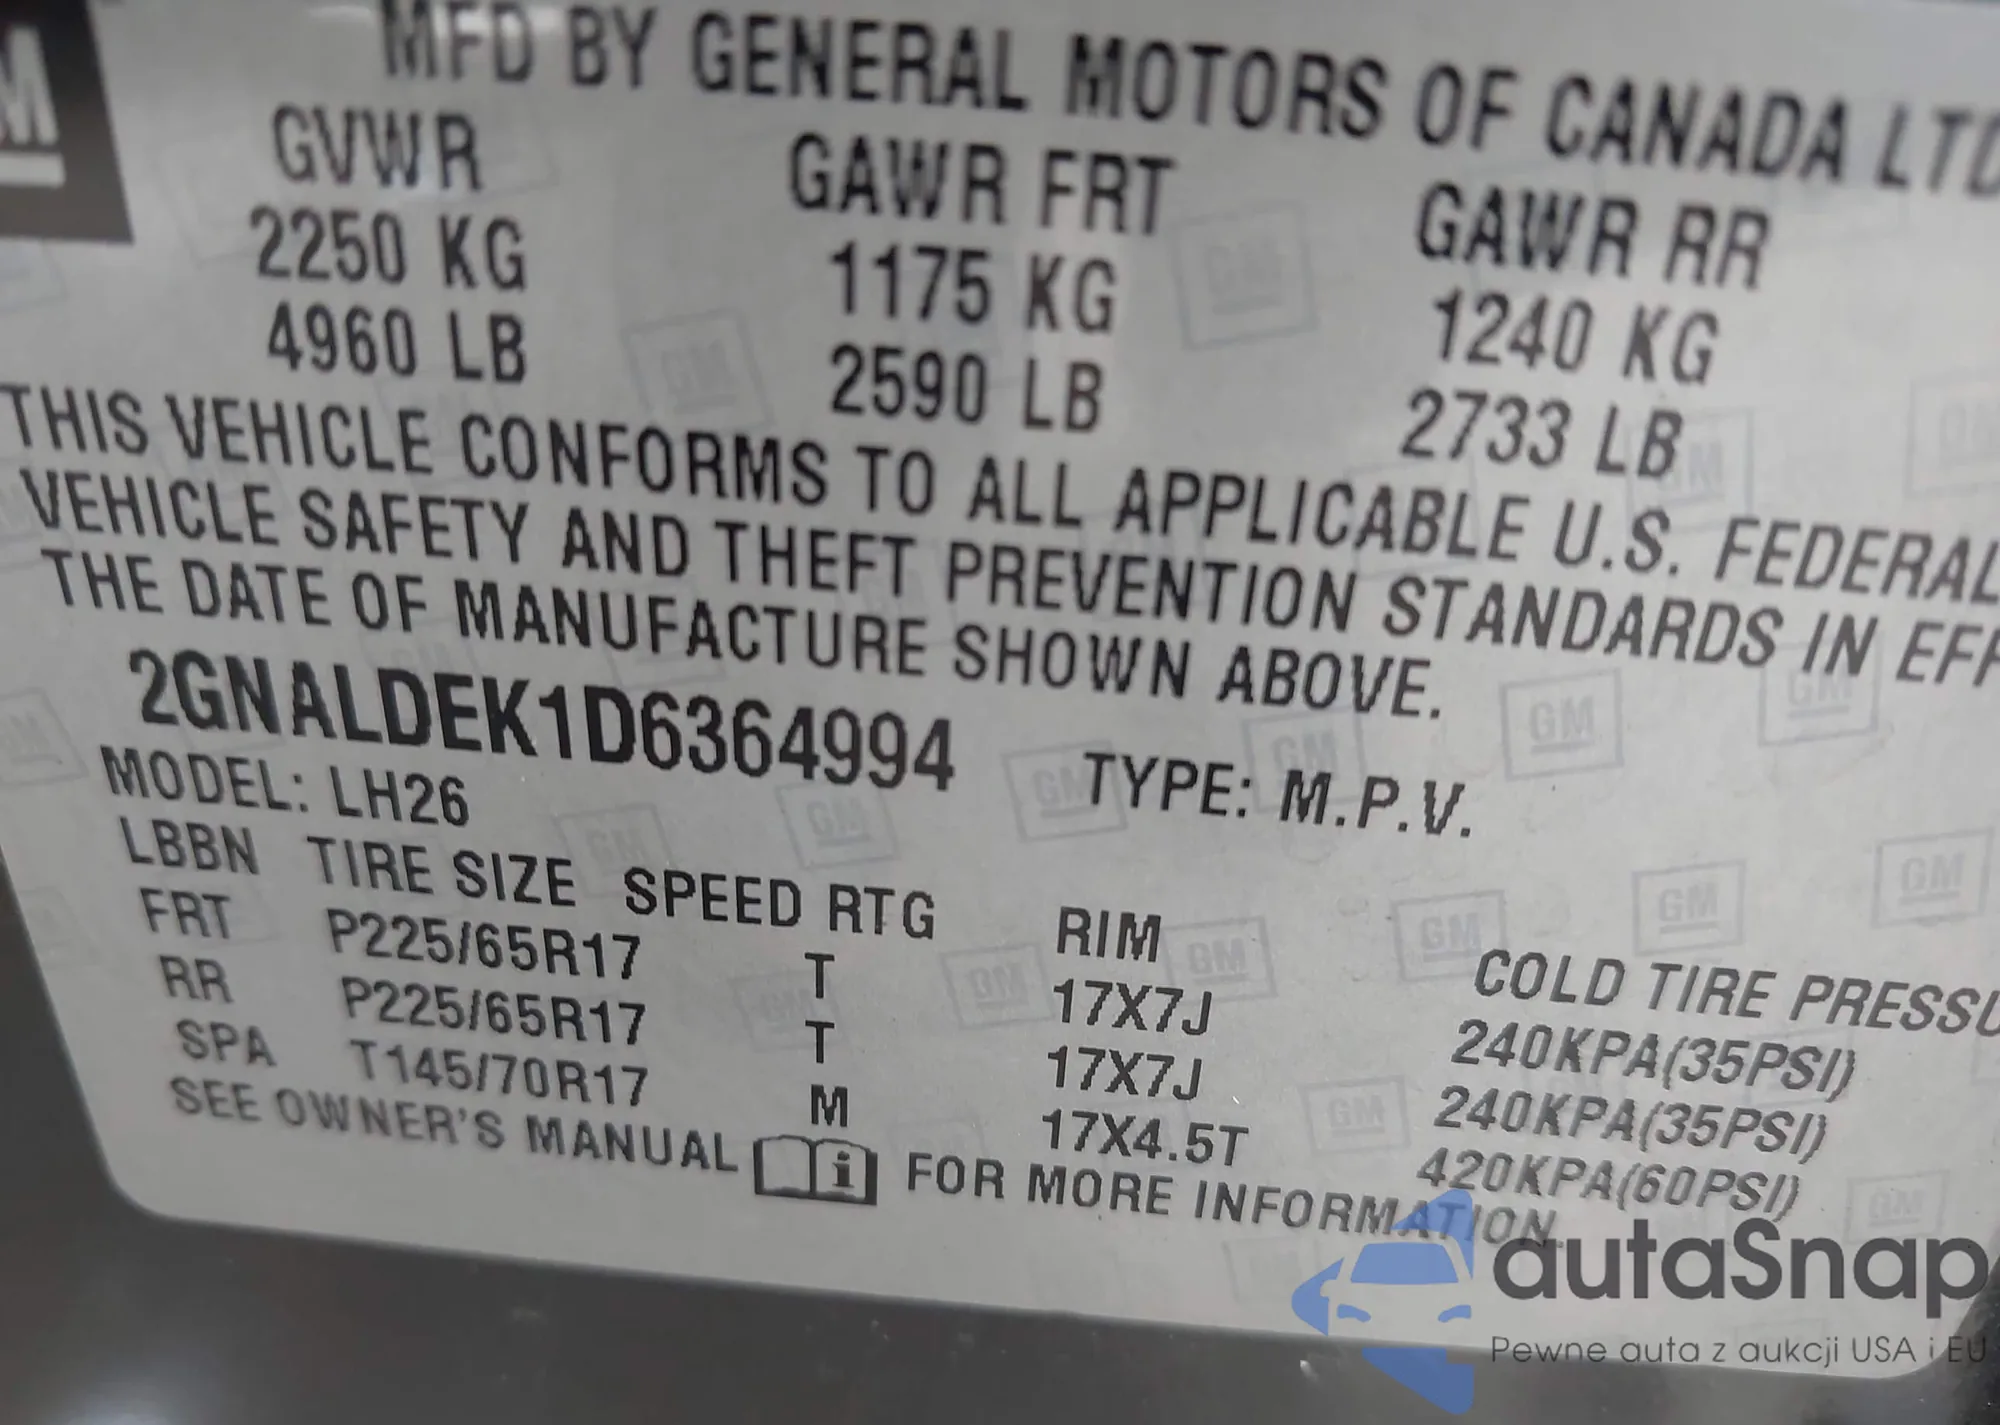 GM
MFD BY GENERAL MOTORS OF CANADA LTD
GVWR GAWR FRT GAWR RR
2250 KG 1175 KG 1240 KG
4960 LB 2590 LB 2733 LB
THIS VEHICLE CONFORMS TO ALL APPLICABLE U.S. FEDERAL
VEHICLE SAFETY AND THEFT PREVENTION STANDARDS IN EFF
THE DATE OF MANUFACTURE SHOWN ABOVE.
2GNALDEK1D6364994 TYPE: M.P.V.
MODEL: LH26
LBBN TIRE SIZE SPEED RTG RIM COLD TIRE PRESSU
FRT P225/65R17 T 17X7J 240KPA(35PSI)
RR P225/65R17 T 17X7J 240KPA(35PSI)
SPA T145/70R17 M 17X4.5T 420KPA(60PSI)
SEE OWNER'S MANUAL i FOR MORE INFORMATION.
autaSnap
Pewne auta z aukcji USA i EU